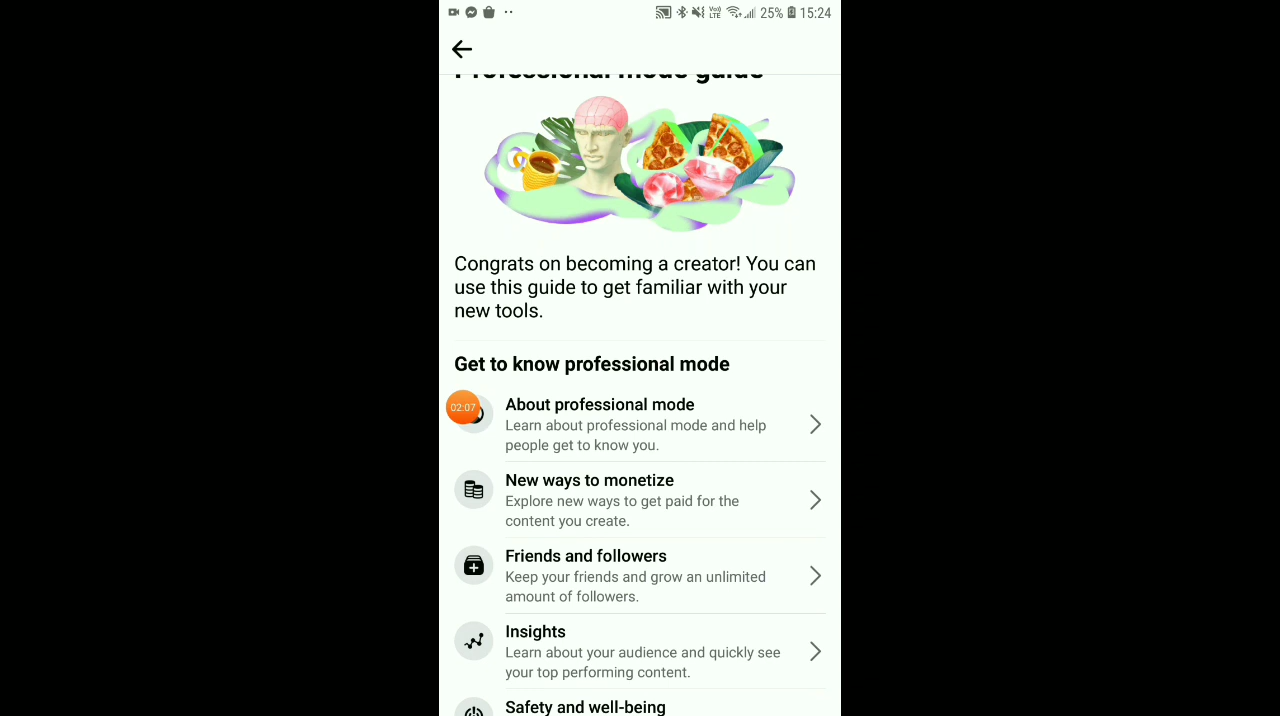 Vo))
LTE
25%
15:24
Professional mode guide
Congrats on becoming a creator! You can
use this guide to get familiar with your
new tools.
Get to know professional mode
02:07
About professional mode
Learn about professional mode and help
people get to know you.
New ways to monetize
Explore new ways to get paid for the
content you create.
Friends and followers
Keep your friends and grow an unlimited
amount of followers.
Insights
Learn about your audience and quickly see
your top performing content.
Safety and well-being